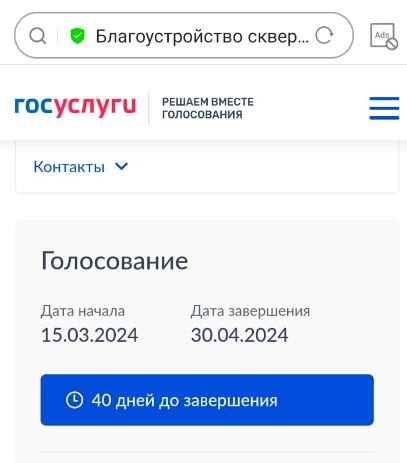 Благоустройство сквер...
Ads
госуслуги
РЕШАЕМ ВМЕСТЕ
ГОЛОСОВАНИЯ
Контакты
Голосование
Дата начала
Дата завершения
15.03.2024
30.04.2024
40 дней до завершения